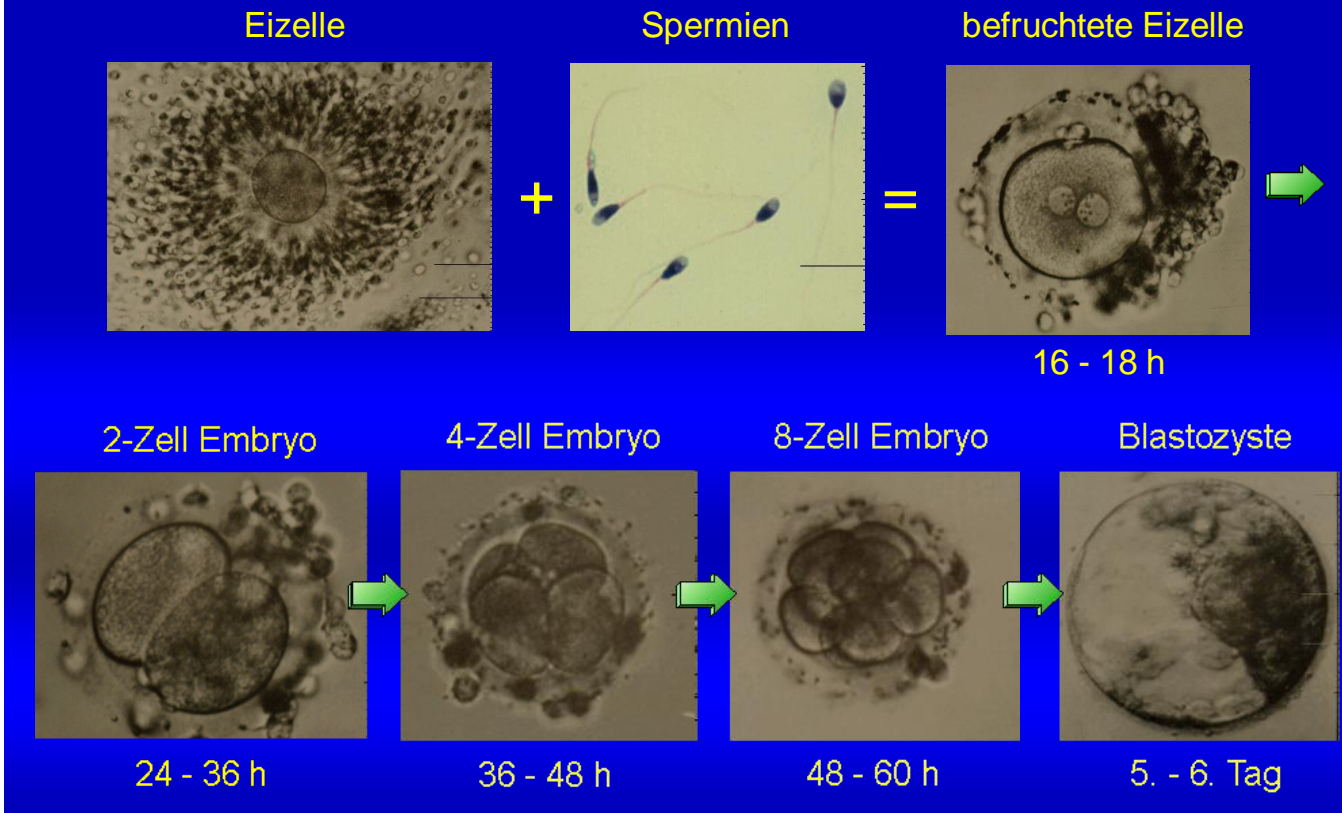 Eizelle
Spermien
befruchtete Eizelle
+
=
16 - 18 h
2-Zell Embryo
4-Zell Embryo
8-Zell Embryo
Blastozyste
24 - 36 h
36 - 48 h
48 - 60 h
5. - 6. Tag